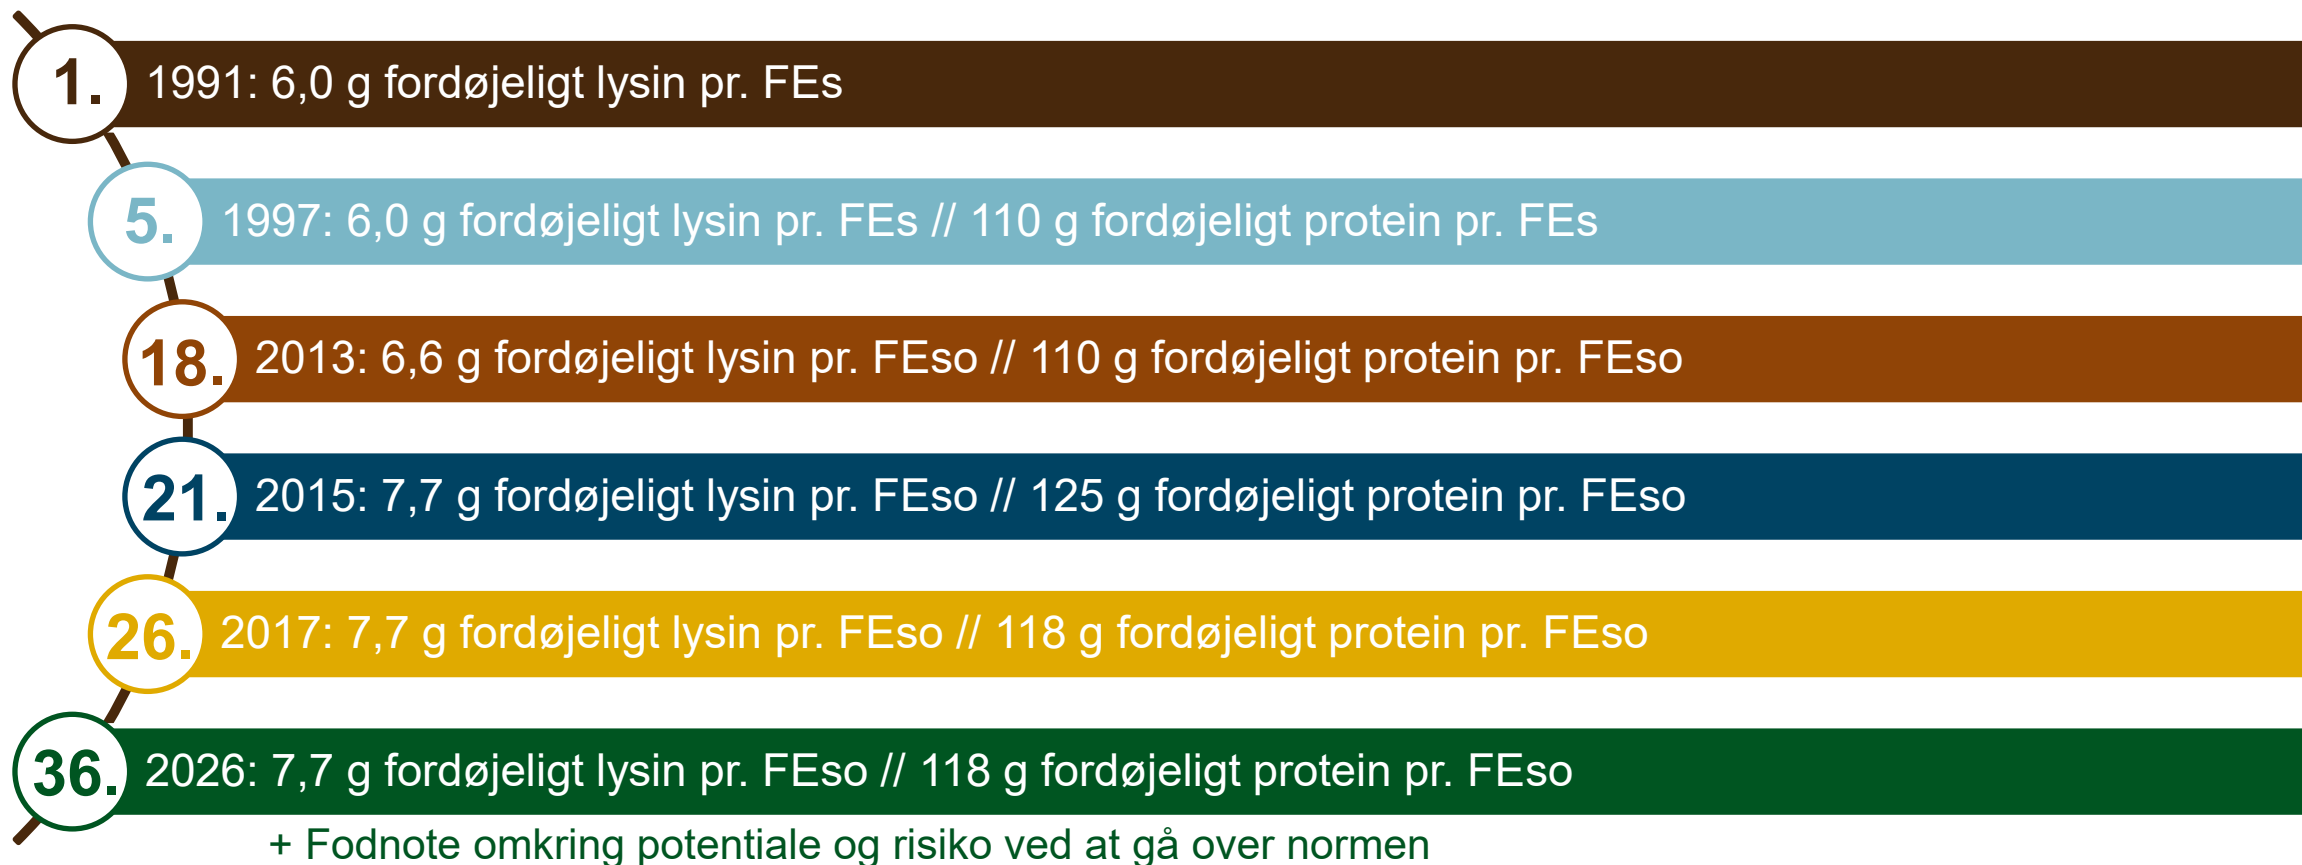 1.
1991: 6,0 g fordøjeligt lysin pr. FEs
5.
1997: 6,0 g fordøjeligt lysin pr. FEs // 110 g fordøjeligt protein pr. FEs
18.
2013: 6,6 g fordøjeligt lysin pr. FEso // 110 g fordøjeligt protein pr. FEso
21.
2015: 7,7 g fordøjeligt lysin pr. FEso // 125 g fordøjeligt protein pr. FEso
26.
2017: 7,7 g fordøjeligt lysin pr. FEso // 118 g fordøjeligt protein pr. FEso
36.
2026: 7,7 g fordøjeligt lysin pr. FEso // 118 g fordøjeligt protein pr. FEso
+ Fodnote omkring potentiale og risiko ved at gå over normen